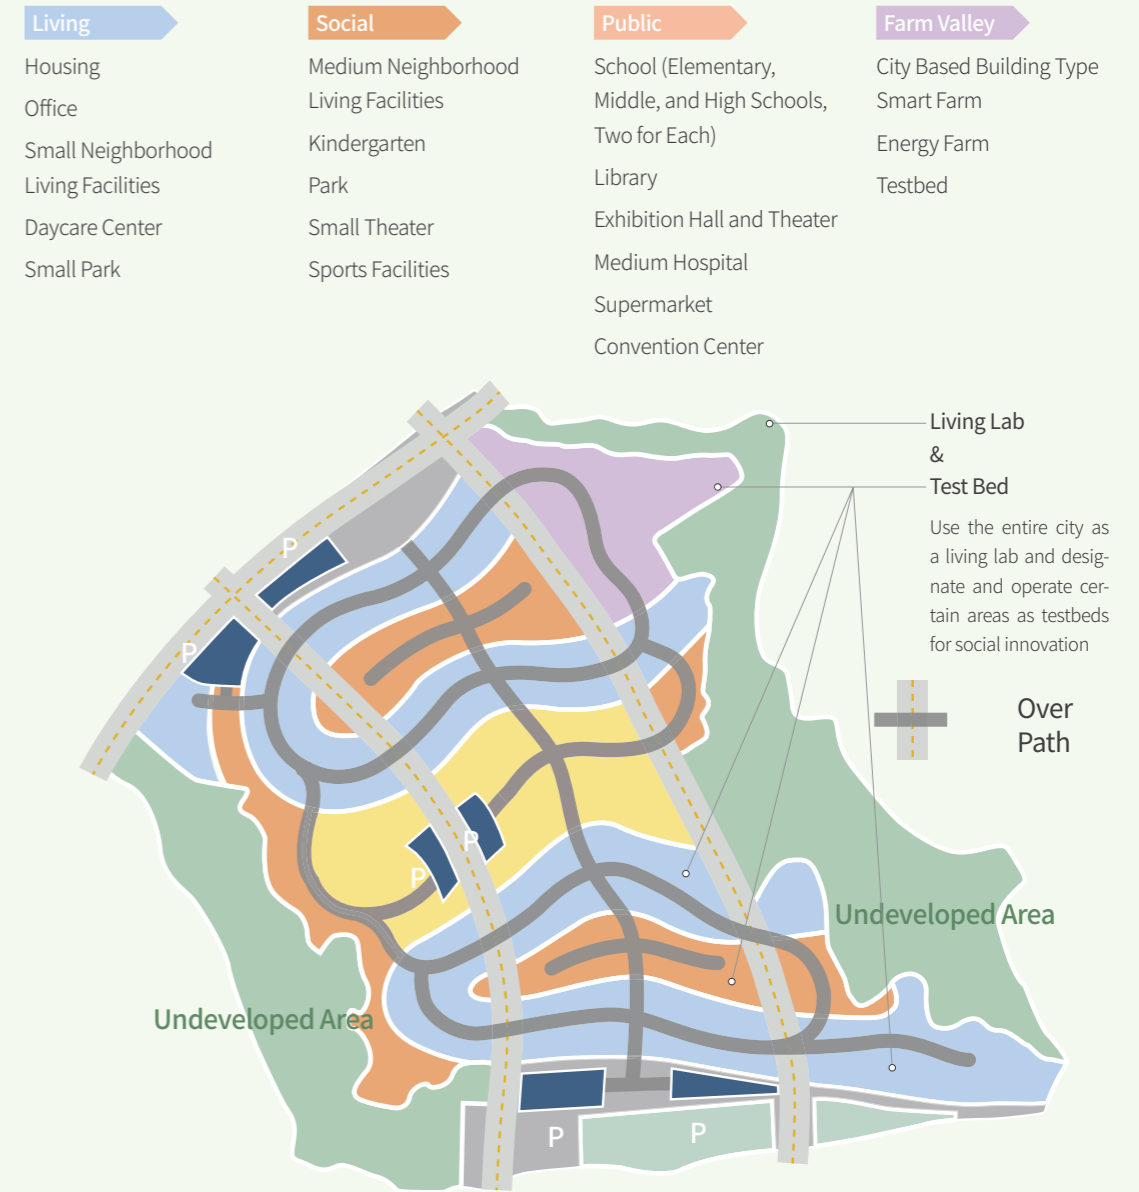 Living
Housing
Office
Small Neighborhood
Living Facilities
Daycare Center
Small Park
Social
Medium Neighborhood
Living Facilities
Kindergarten
Park
Small Theater
Sports Facilities
Public
School (Elementary,
Middle, and High Schools,
Two for Each)
Library
Exhibition Hall and Theater
Medium Hospital
Supermarket
Convention Center
Farm Valley
City Based Building Type
Smart Farm
Energy Farm
Testbed
Living Lab
&
Test Bed
Use the entire city as
a living lab and desig-
nate and operate cer-
tain areas as testbeds
for social innovation
Over
Path
P
P
P
P
Undeveloped Area
Undeveloped Area
P
P